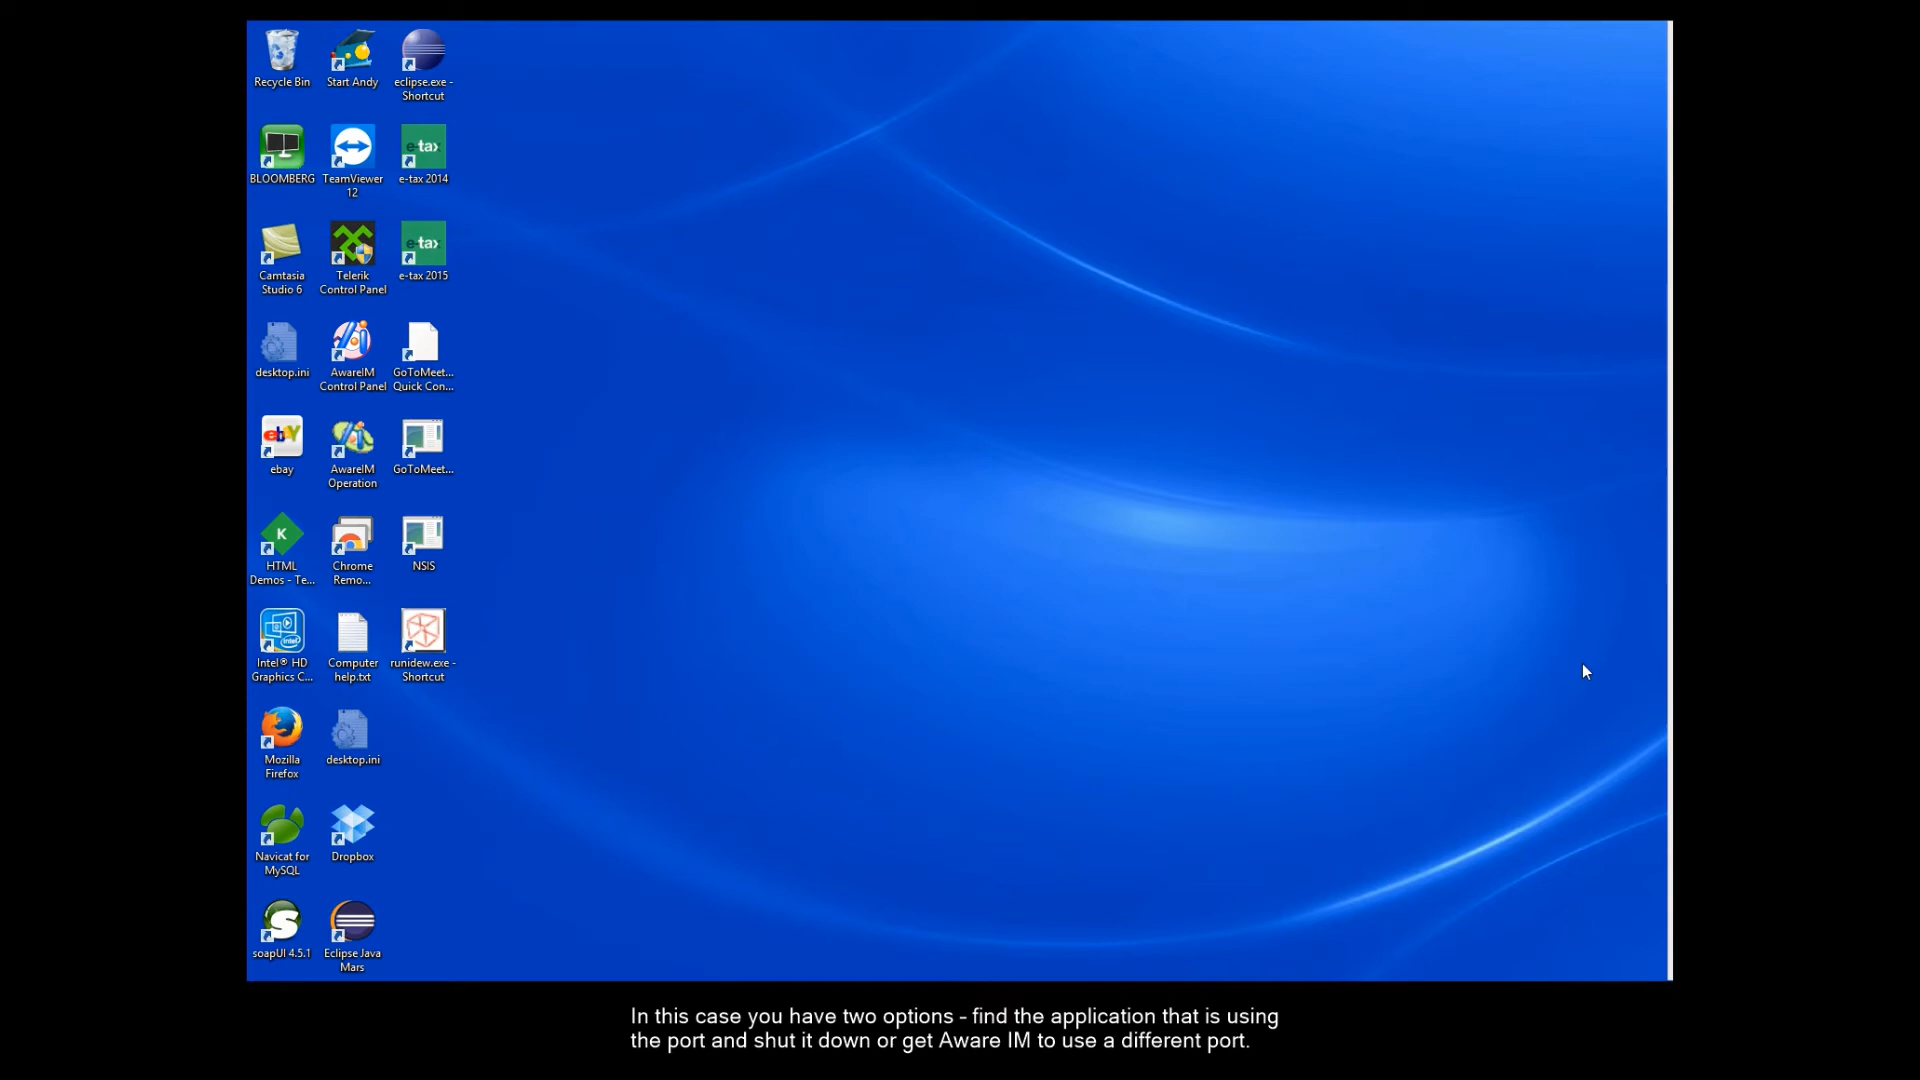 Recycle Bin
Start Andy
eclipse.exe -
Shortcut
BLOOMBERG
TeamViewer
12
e-tax
e-tax 2014
Camtasia
Studio 6
Telerik
Control Panel
e-tax
e-tax 2015
desktop.ini
AwareIM
Control Panel
GoToMeet...
Quick Con...
ebay
ebay
AwareIM
Operation
GoToMeet...
K
HTML
Demos - Te...
Chrome
Remo...
NSIS
intel
Intel® HD
Graphics C...
Computer
help.txt
runidew.exe -
Shortcut
Mozilla
Firefox
desktop.ini
Navicat for
MySQL
Dropbox
S
soapUI 4.5.1
Eclipse Java
Mars
In this case you have two options - find the application that is using
the port and shut it down or get Aware IM to use a different port.